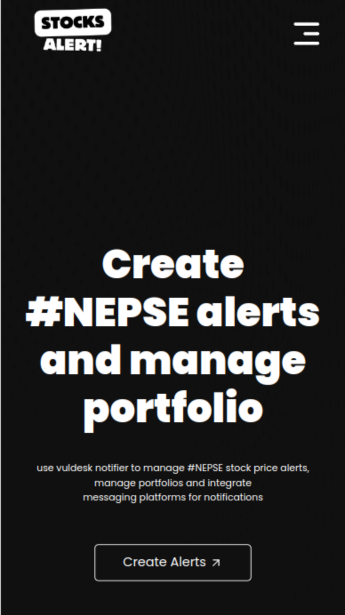 STOCKS
ALERT!
Create
#NEPSE alerts
and manage
portfolio
use vuldesk notifier to manage #NEPSE stock price alerts,
manage portfolios and integrate
messaging platforms for notifications
Create Alerts ↗